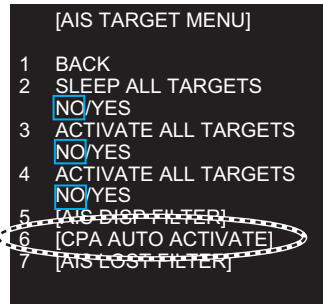 [AIS TARGET MENU]
1 BACK
2 SLEEP ALL TARGETS
NO/YES
3 ACTIVATE ALL TARGETS
NO/YES
4 ACTIVATE ALL TARGETS
NO/YES
5 [AIS DISP FILTER]
6 [CPA AUTO ACTIVATE]
7 [AIS LOST FILTER]